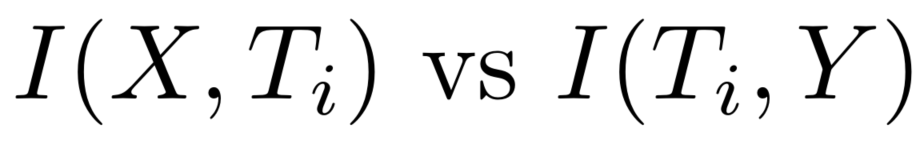 I(X, T_i) vs I(T_i, Y)